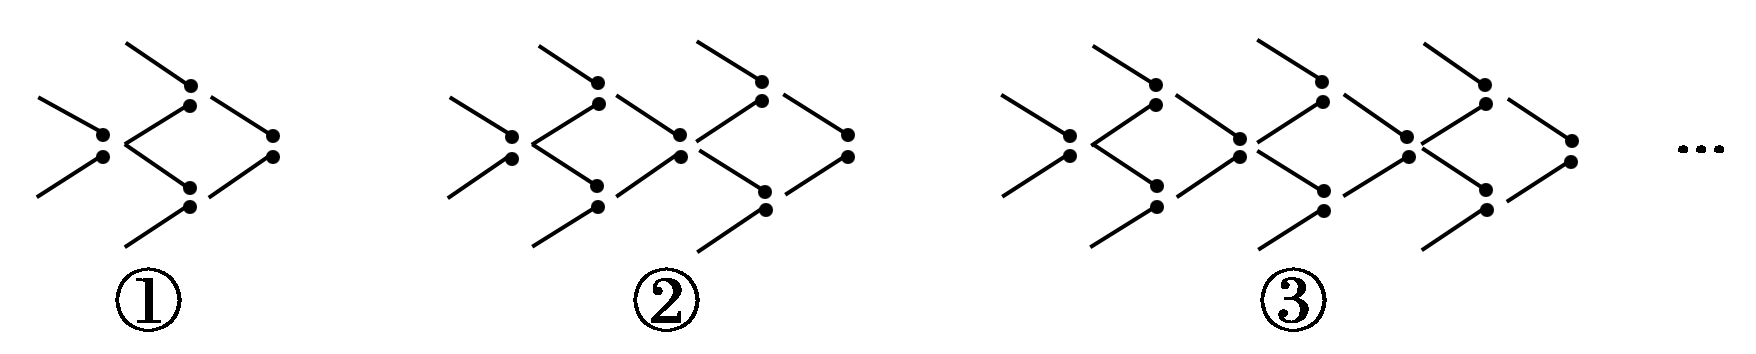 ① ② ③ ...